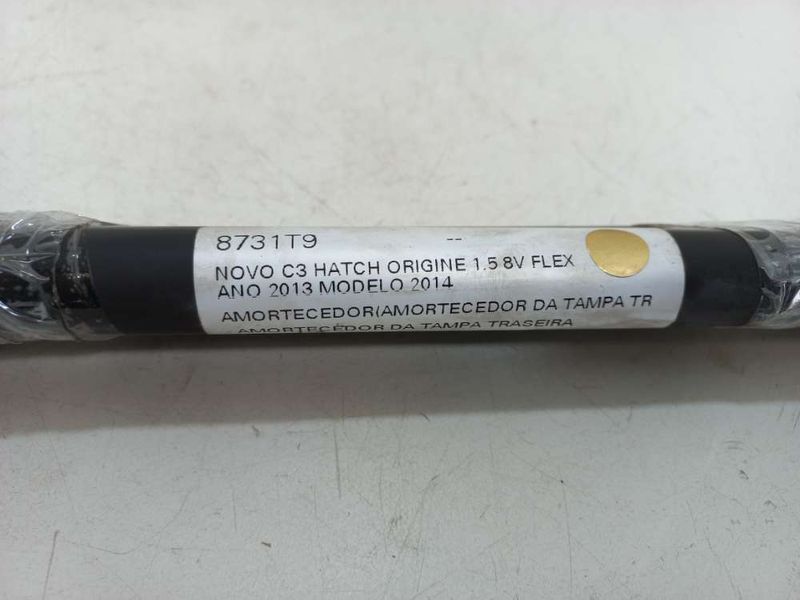 8731T9 --
NOVO C3 HATCH ORIGINE 1.5 8V FLEX
ANO 2013 MODELO 2014
AMORTECEDOR(AMORTECEDOR DA TAMPA TR
AMORTECEDOR DA TAMPA TRASEIRA